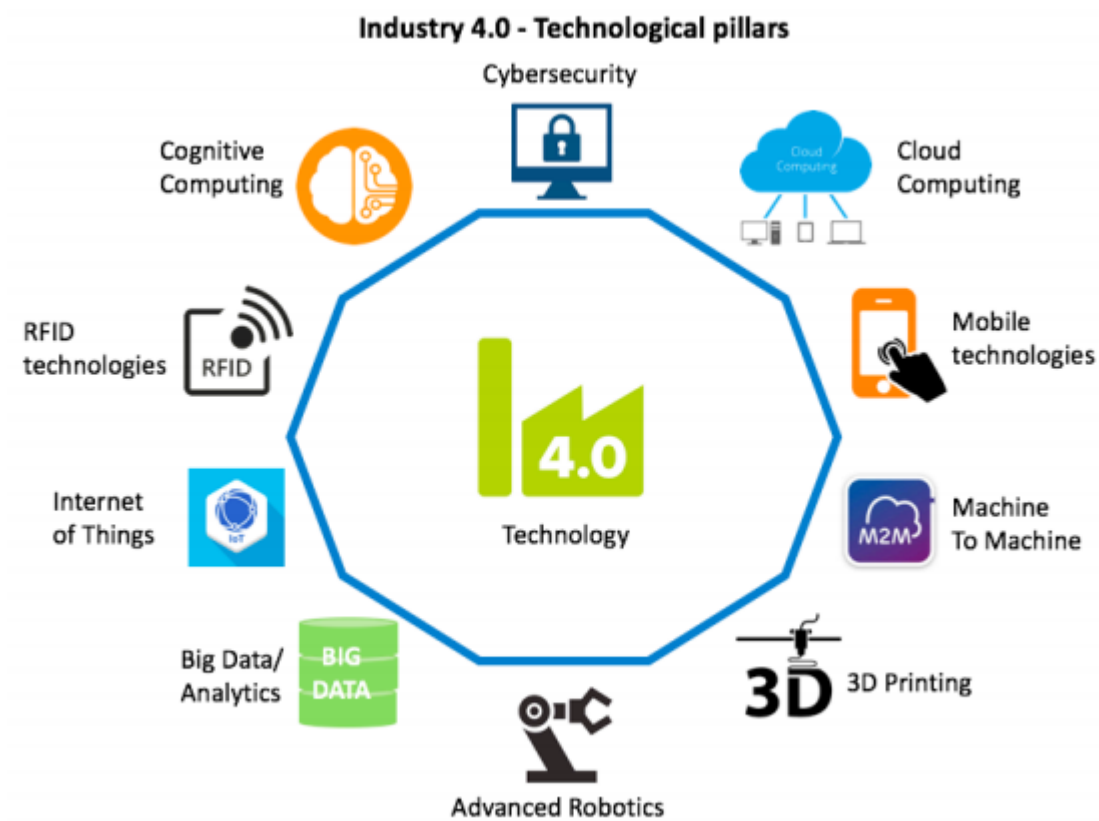 Industry 4.0 - Technological pillars
Cybersecurity
Cognitive
Computing
Cloud
Computing
Cloud
Computing
RFID
technologies
RFID
Mobile
technologies
4.0
Technology
Internet
of Things
IoT
M2M
Machine
To Machine
Big Data/
Analytics
BIG
DATA
3D
3D Printing
Advanced Robotics